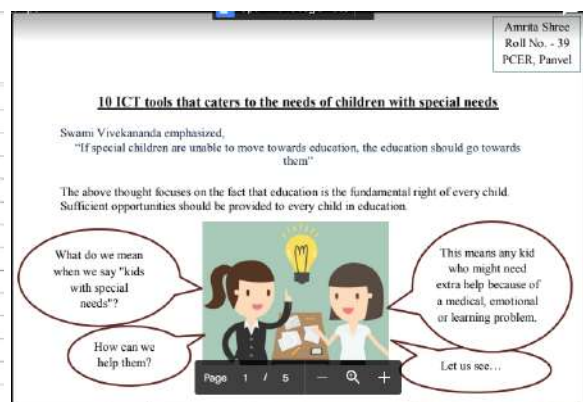 Amrita Shree
Roll No. - 39
PCER, Panvel
10 ICT tools that caters to the needs of children with special needs
Swami Vivekananda emphasized,
“If special children are unable to move towards education, the education should go towards
them”
The above thought focuses on the fact that education is the fundamental right of every child.
Sufficient opportunities should be provided to every child in education.
What do we mean
when we say "kids
with special
needs"?
This means any kid
who might need
extra help because of
a medical, emotional
or learning problem.
How can we
help them?
Let us see…
Page 1 / 5